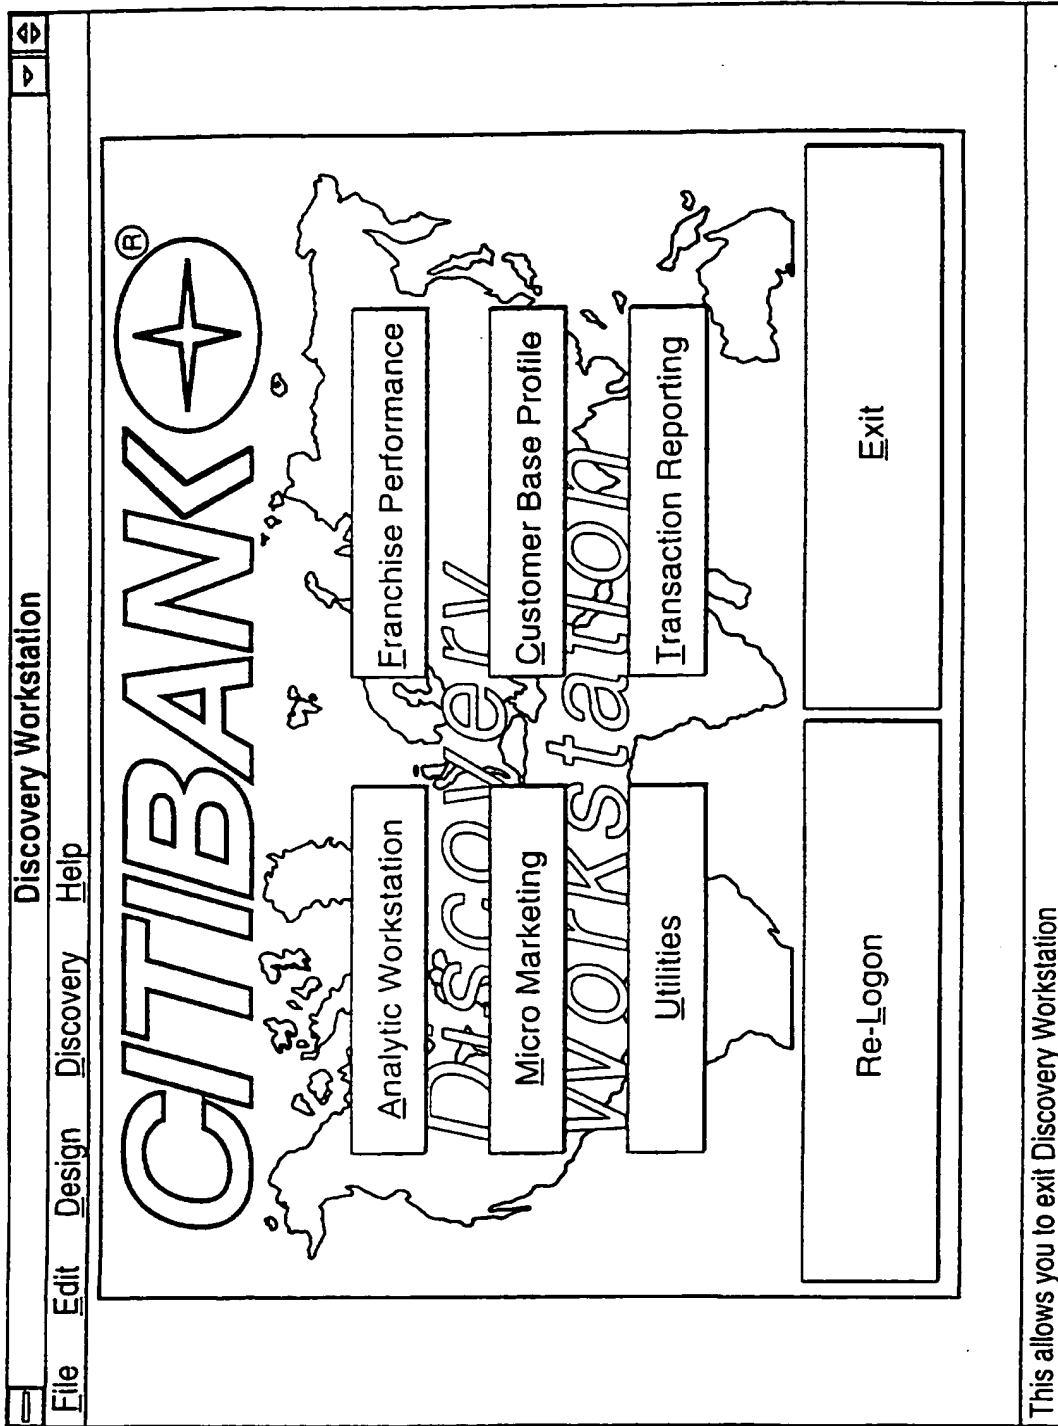 Discovery Workstation
File Edit Design Discovery Help
CITIBANK ®
Analytic Workstation Franchise Performance
Discovery
Micro Marketing Customer Base Profile
Workstation
Utilities Transaction Reporting
Re-Logon Exit
This allows you to exit Discovery Workstation